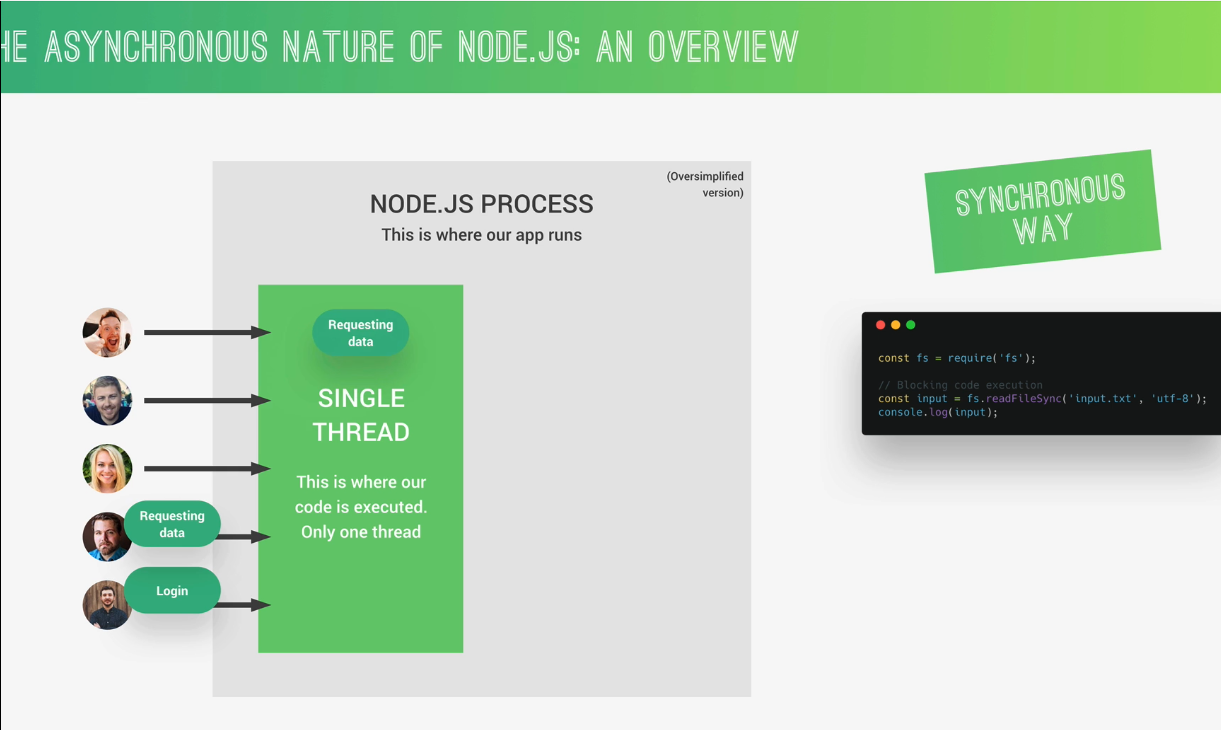 HE ASYNCHRONOUS NATURE OF NODE.JS: AN OVERVIEW
(Oversimplified
version)
NODE.JS PROCESS
This is where our app runs
SYNCHRONOUS
WAY
Requesting
data
SINGLE
THREAD
This is where our
code is executed.
Only one thread
Requesting
data
Login
const fs = require('fs');
// Blocking code execution
const input = fs.readFileSync('input.txt', 'utf-8');
console.log(input);